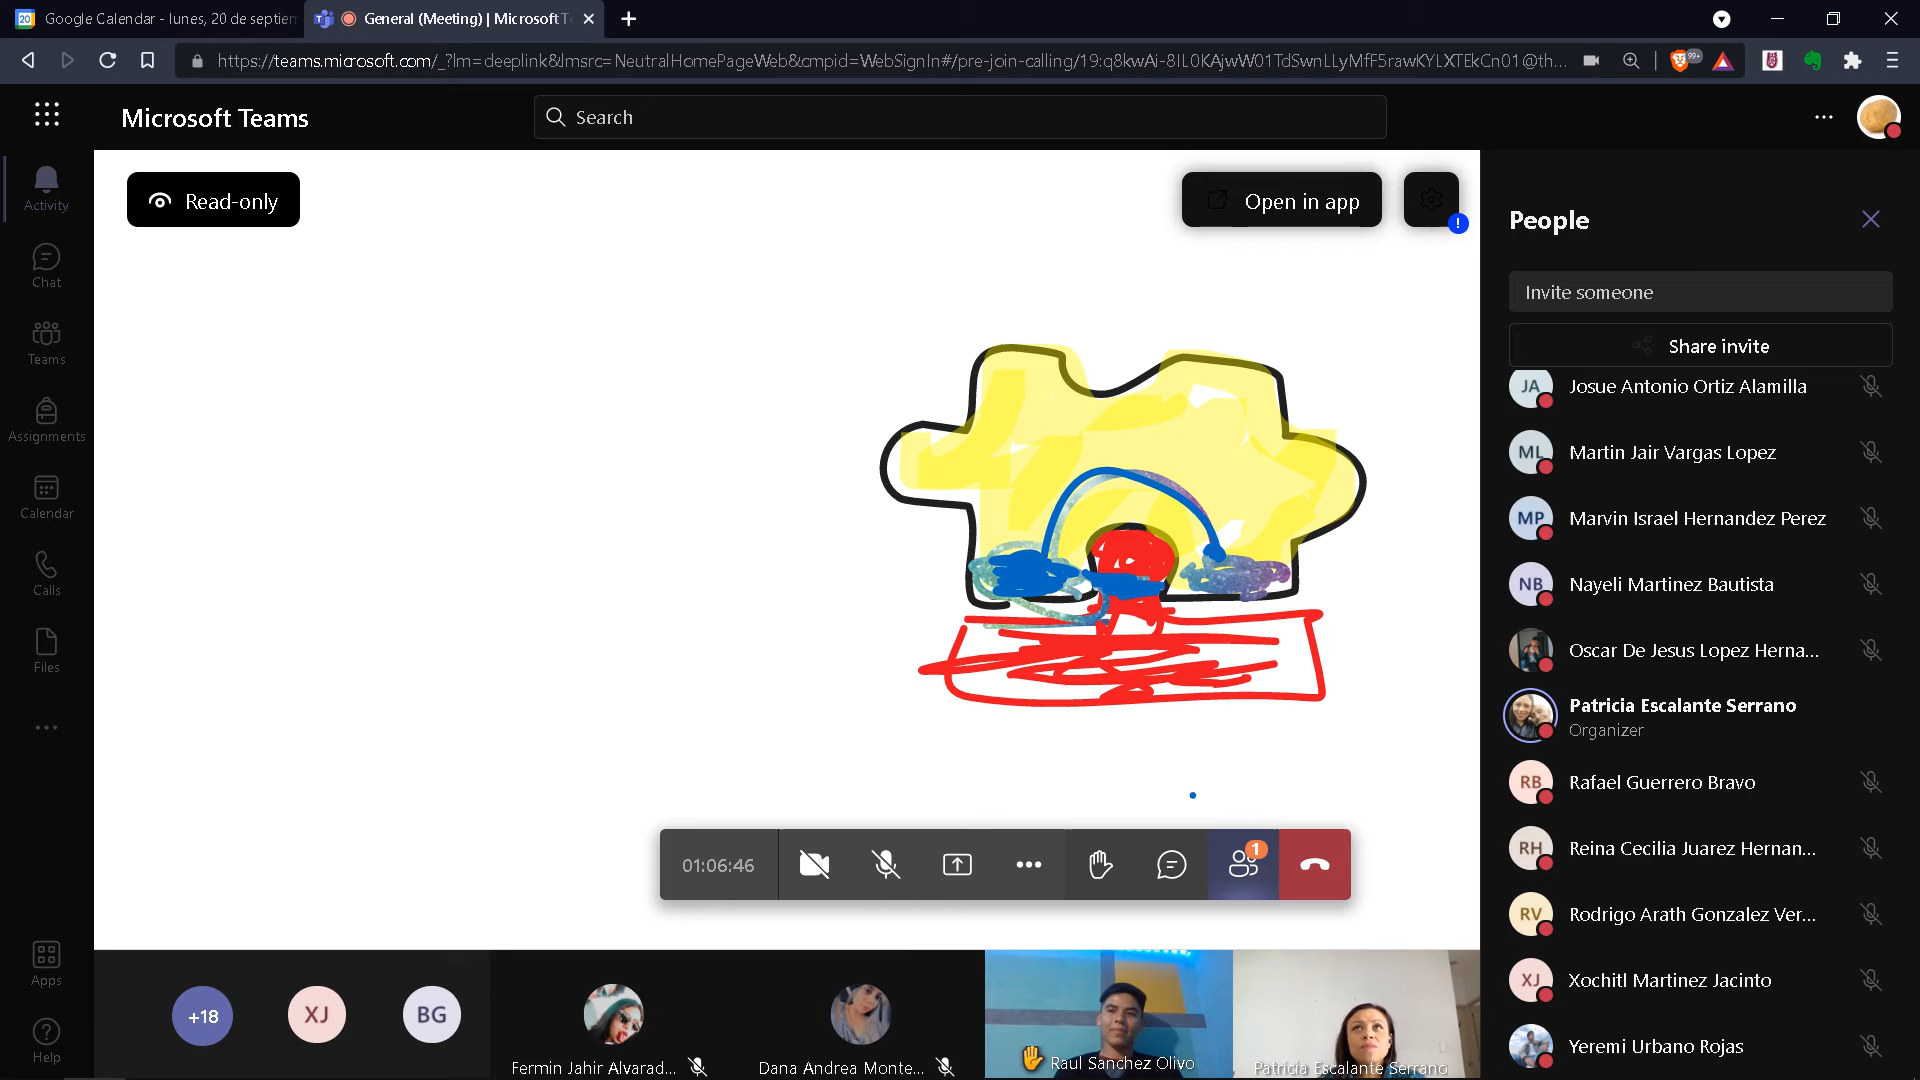 Google Calendar - lunes, 20 de septien
General (Meeting) | Microsoft T
https://teams.microsoft.com/_?lm=deeplink&lmsrc=NeutralHomePageWeb&cmpid=WebSignIn#/pre-join-calling/19:q8kwAi-8IL0KAjwW01TdSwnLLyMfF5rawKYLXTEkCn01@th...
99+
Microsoft Teams
Search
Activity
Chat
Teams
Assignments
Calendar
Calls
Files
Apps
Help
Read-only
Open in app
People
Invite someone
Share invite
JA Josue Antonio Ortiz Alamilla
ML Martin Jair Vargas Lopez
MP Marvin Israel Hernandez Perez
NB Nayeli Martinez Bautista
Oscar De Jesus Lopez Herna...
Patricia Escalante Serrano
Organizer
RB Rafael Guerrero Bravo
RH Reina Cecilia Juarez Hernan...
RV Rodrigo Arath Gonzalez Ver...
XJ Xochitl Martinez Jacinto
Yeremi Urbano Rojas
01:06:46
1
+18
XJ
BG
Fermin Jahir Alvarad...
Dana Andrea Monte...
Raul Sanchez Olivo
Patricia Escalante Serrano